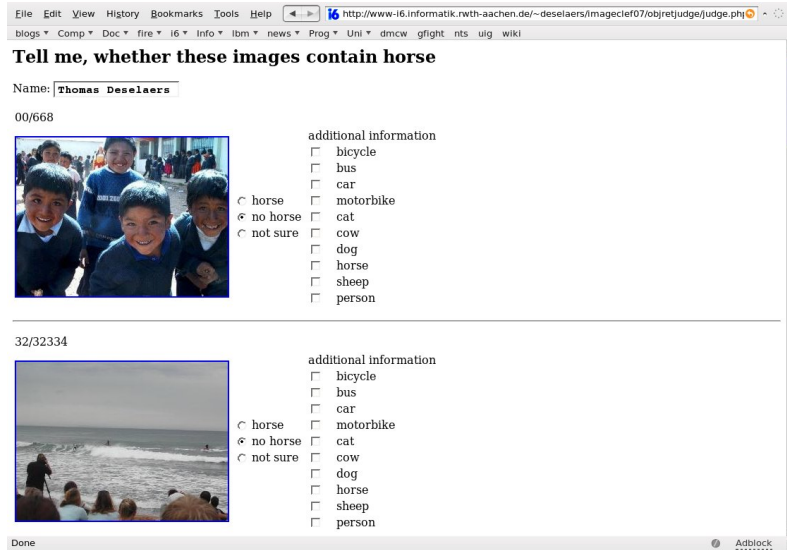 File Edit View History Bookmarks Tools Help http://www-i6.informatik.rwth-aachen.de/~deselaers/imageclef07/objretjudge/judge.php
blogs Comp Doc fire i6 Info Ibm news Prog Uni dmcw gfight nts uig wiki
Tell me, whether these images contain horse
Name: Thomas Deselaers
00/668
additional information
bicycle
bus
car
horse motorbike
no horse cat
not sure cow
dog
horse
sheep
person
32/32334
additional information
bicycle
bus
car
horse motorbike
no horse cat
not sure cow
dog
horse
sheep
person
Done Adblock